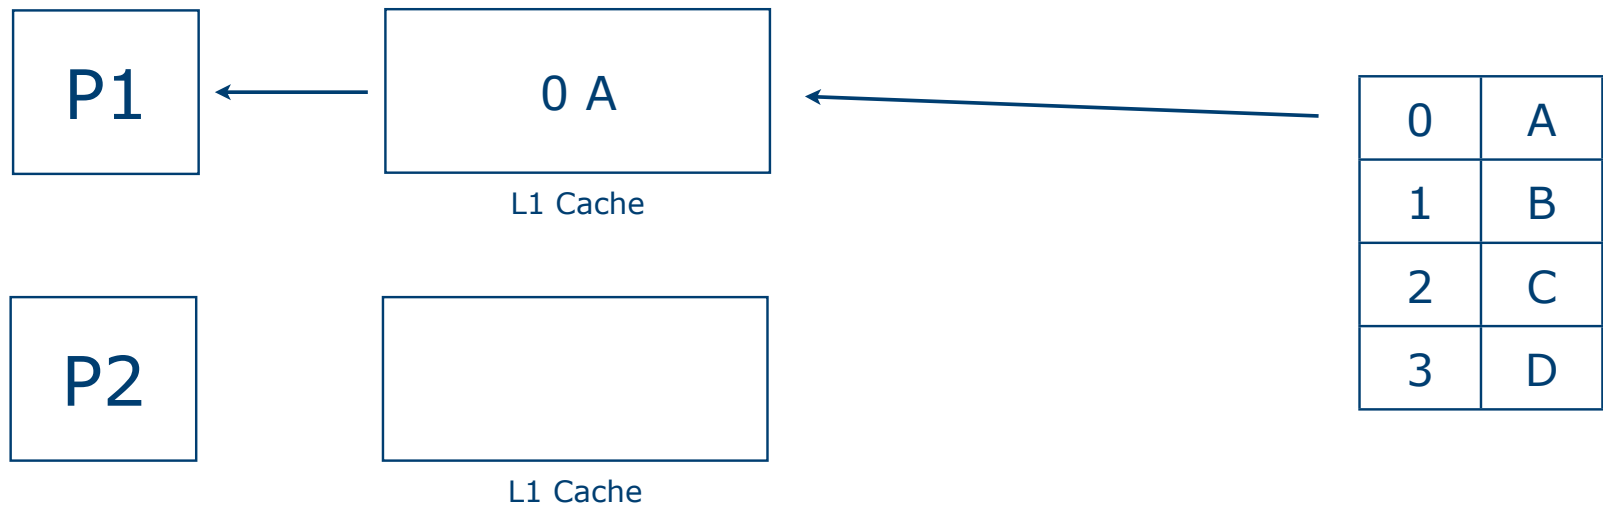 P1
0 A
L1 Cache
P2
L1 Cache
0 A
1 B
2 C
3 D